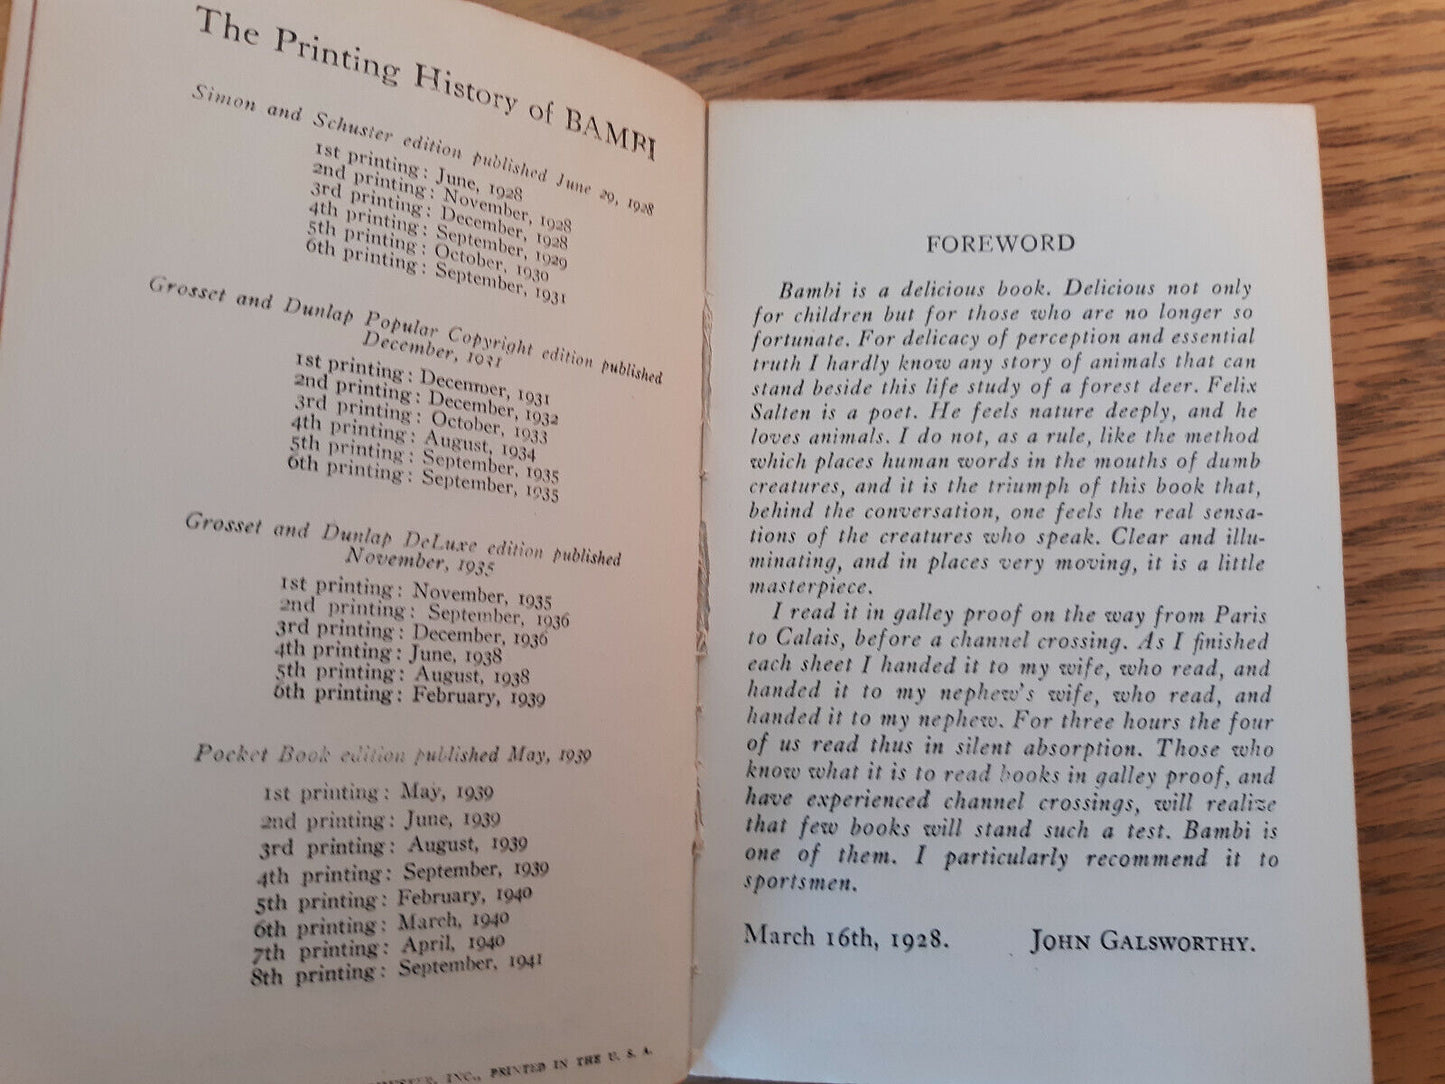 The Printing History of BAMBI
Simon and Schuster edition published June 29, 1928
1st printing: June, 1928
2nd printing: November, 1928
3rd printing: December, 1928
4th printing: September, 1929
5th printing: October, 1930
6th printing: September, 1931
Grosset and Dunlap Popular Copyright edition published
December, 1931
1st printing: December, 1931
2nd printing: December, 1932
3rd printing: October, 1933
4th printing: August, 1934
5th printing: September, 1935
6th printing: September, 1935
Grosset and Dunlap DeLuxe edition published
November, 1935
1st printing: November, 1935
2nd printing: September, 1936
3rd printing: December, 1936
4th printing: June, 1938
5th printing: August, 1938
6th printing: February, 1939
Pocket Book edition published May, 1939
1st printing: May, 1939
2nd printing: June, 1939
3rd printing: August, 1939
4th printing: September, 1939
5th printing: February, 1940
6th printing: March, 1940
7th printing: April, 1940
8th printing: September, 1941
INC., PRINTED IN THE U. S. A.
FOREWORD
Bambi is a delicious book. Delicious not only
for children but for those who are no longer so
fortunate. For delicacy of perception and essential
truth I hardly know any story of animals that can
stand beside this life study of a forest deer. Felix
Salten is a poet. He feels nature deeply, and he
loves animals. I do not, as a rule, like the method
which places human words in the mouths of dumb
creatures, and it is the triumph of this book that,
behind the conversation, one feels the real sensa-
tions of the creatures who speak. Clear and illu-
minating, and in places very moving, it is a little
masterpiece.
I read it in galley proof on the way from Paris
to Calais, before a channel crossing. As I finished
each sheet I handed it to my wife, who read, and
handed it to my nephew's wife, who read, and
handed it to my nephew. For three hours the four
of us read thus in silent absorption. Those who
know what it is to read books in galley proof, and
have experienced channel crossings, will realize
that few books will stand such a test. Bambi is
one of them. I particularly recommend it to
sportsmen.
March 16th, 1928. JOHN GALSWORTHY.